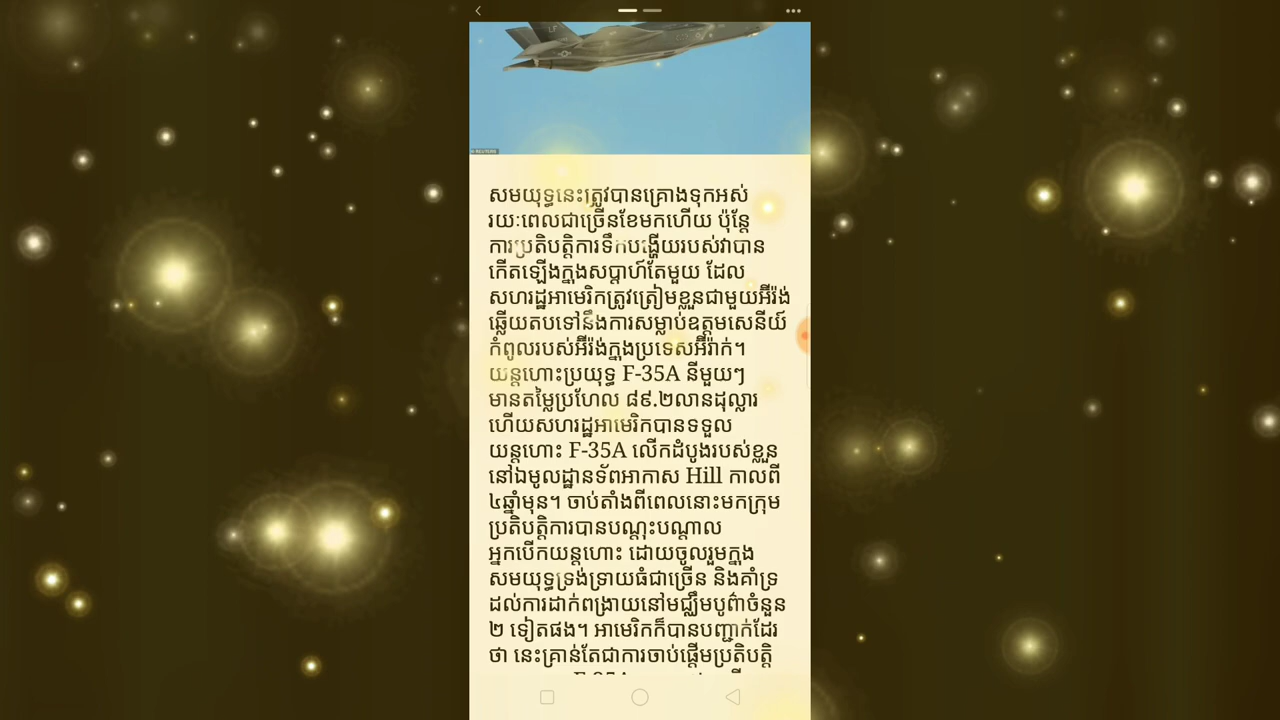 © REUTERS
សមយុទ្ធនេះត្រូវបានគ្រោងទុកអស់
រយៈពេលជាច្រើនខែមកហើយ ប៉ុន្តែ
ការប្រតិបត្តិការទឹកបង្ហើយរបស់វាបាន
កើតឡើងក្នុងសប្តាហ៍តែមួយ ដែល
សហរដ្ឋអាមេរិកត្រូវត្រៀមខ្លួនជាមួយអ៊ីរ៉ង់
ឆ្លើយតបទៅនឹងការសម្លាប់ឧត្តមសេនីយ៍
កំពូលរបស់អ៊ីរ៉ង់ក្នុងប្រទេសអ៊ីរ៉ាក់។
យន្តហោះប្រយុទ្ធ F-35A នីមួយៗ
មានតម្លៃប្រហែល ៨៩.២លានដុល្លារ
ហើយសហរដ្ឋអាមេរិកបានទទួល
យន្តហោះ F-35A លើកដំបូងរបស់ខ្លួន
នៅឯមូលដ្ឋានទ័ពអាកាស Hill កាលពី
៤ឆ្នាំមុន។ ចាប់តាំងពីពេលនោះមកក្រុម
ប្រតិបត្តិការបានបណ្តុះបណ្តាល
អ្នកបើកយន្តហោះ ដោយចូលរួមក្នុង
សមយុទ្ធទ្រង់ទ្រាយធំជាច្រើន និងគាំទ្រ
ដល់ការដាក់ពង្រាយនៅមជ្ឈឹមបូព៌ាចំនួន
២ ទៀតផង។ អាមេរិកក៏បានបញ្ជាក់ដែរ
ថា នេះគ្រាន់តែជាការចាប់ផ្តើមប្រតិបត្តិ